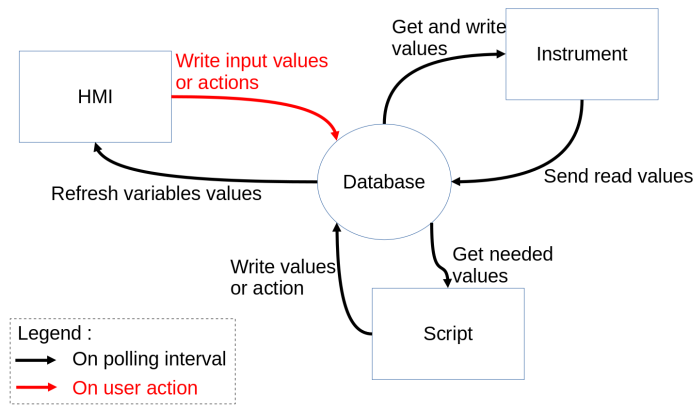 Get and write
values
Instrument
Write input values
or actions
HMI
Send read values
Database
Refresh variables values
Get needed
values
Write values
or action
Script
Legend :
On polling interval
On user action